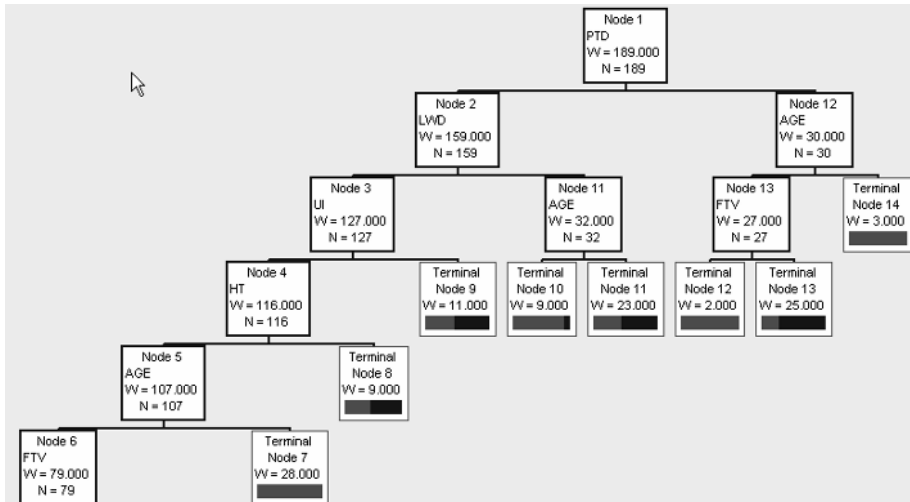 Node 1
PTD
W = 189.000
N = 189
Node 2
LWD
W = 159.000
N = 159
Node 12
AGE
W = 30.000
N = 30
Node 3
UI
W = 127.000
N = 127
Node 11
AGE
W = 32.000
N = 32
Node 13
FTV
W = 27.000
N = 27
Terminal
Node 14
W = 3.000
Node 4
HT
W = 116.000
N = 116
Terminal
Node 9
W = 11.000
Terminal
Node 10
W = 9.000
Terminal
Node 11
W = 23.000
Terminal
Node 12
W = 2.000
Terminal
Node 13
W = 25.000
Node 5
AGE
W = 107.000
N = 107
Terminal
Node 8
W = 9.000
Node 6
FTV
W = 79.000
N = 79
Terminal
Node 7
W = 28.000